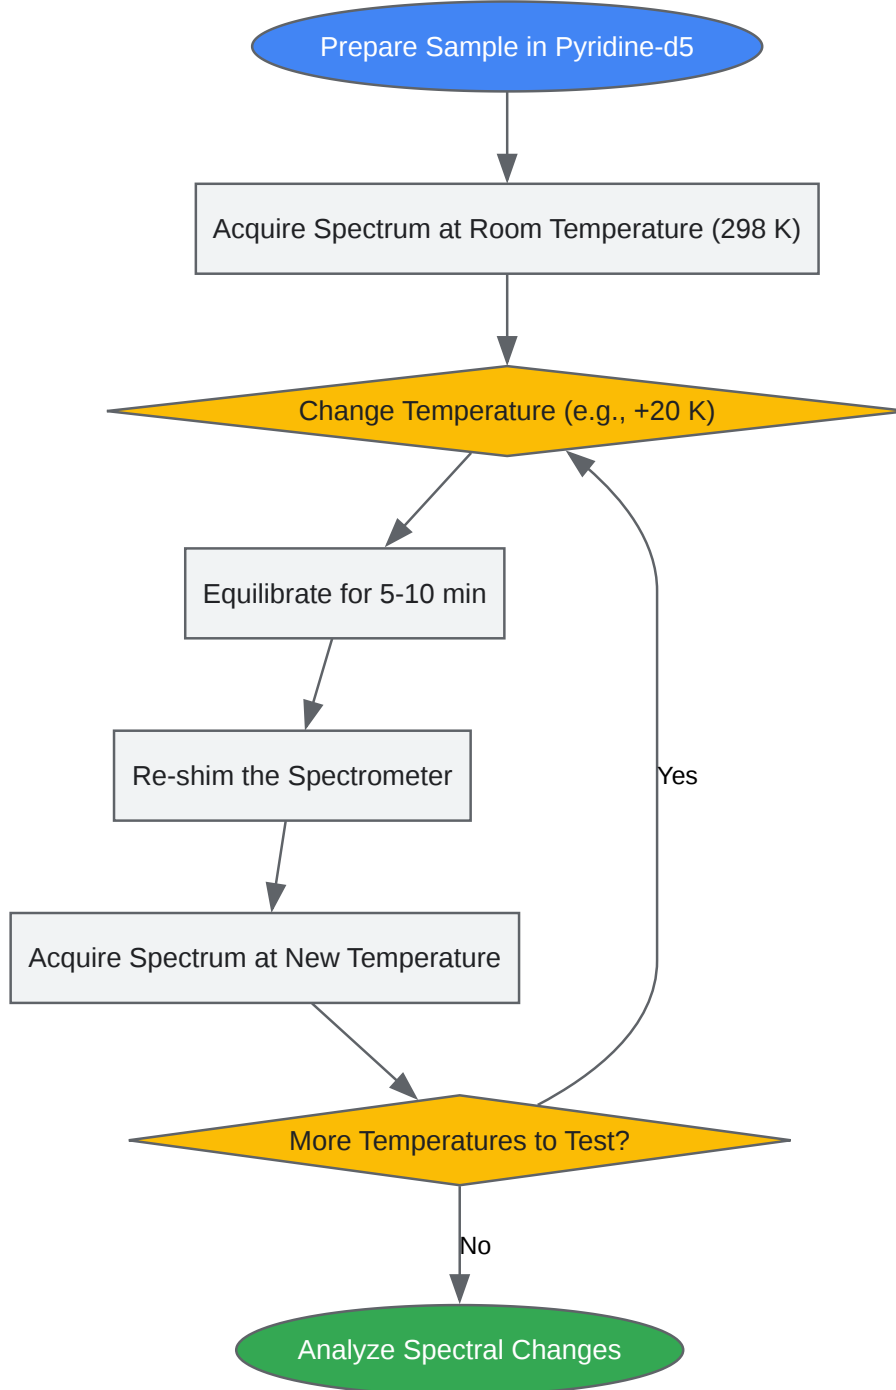 Prepare Sample in Pyridine-d5
Acquire Spectrum at Room Temperature (298 K)
Change Temperature (e.g., +20 K)
Equilibrate for 5-10 min
Re-shim the Spectrometer
Yes
Acquire Spectrum at New Temperature
More Temperatures to Test?
No
Analyze Spectral Changes